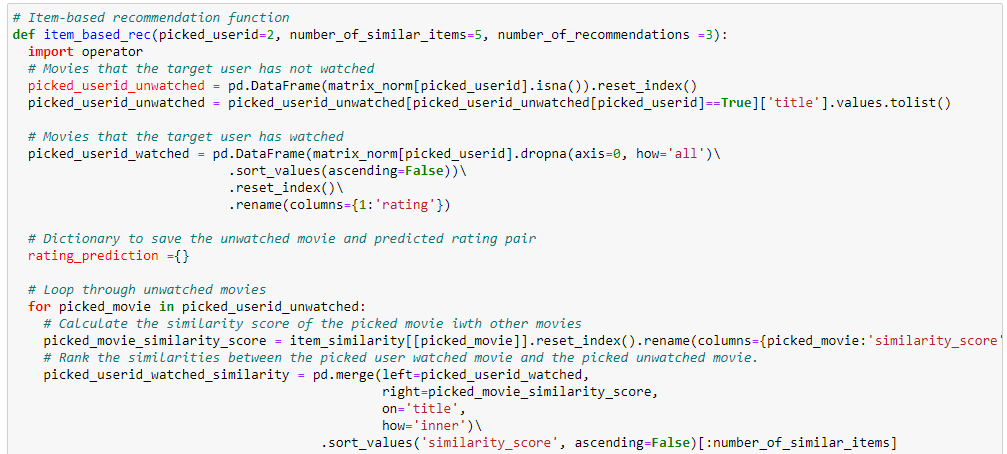 # Item-based recommendation function
def item_based_rec(picked_userid=2, number_of_similar_items=5, number_of_recommendations =3):
  import operator
  # Movies that the target user has not watched
  picked_userid_unwatched = pd.DataFrame(matrix_norm[picked_userid].isna()).reset_index()
  picked_userid_unwatched = picked_userid_unwatched[picked_userid_unwatched[picked_userid]==True]['title'].values.tolist()

  # Movies that the target user has watched
  picked_userid_watched = pd.DataFrame(matrix_norm[picked_userid].dropna(axis=0, how='all')\
                          .sort_values(ascending=False))\
                          .reset_index()\
                          .rename(columns={1:'rating'})

  # Dictionary to save the unwatched movie and predicted rating pair
  rating_prediction ={}

  # Loop through unwatched movies
  for picked_movie in picked_userid_unwatched:
    # Calculate the similarity score of the picked movie iwth other movies
    picked_movie_similarity_score = item_similarity[[picked_movie]].reset_index().rename(columns={picked_movie:'similarity_score'
    # Rank the similarities between the picked user watched movie and the picked unwatched movie.
    picked_userid_watched_similarity = pd.merge(left=picked_userid_watched,
                                                right=picked_movie_similarity_score,
                                                on='title',
                                                how='inner')\
                                        .sort_values('similarity_score', ascending=False)[:number_of_similar_items]